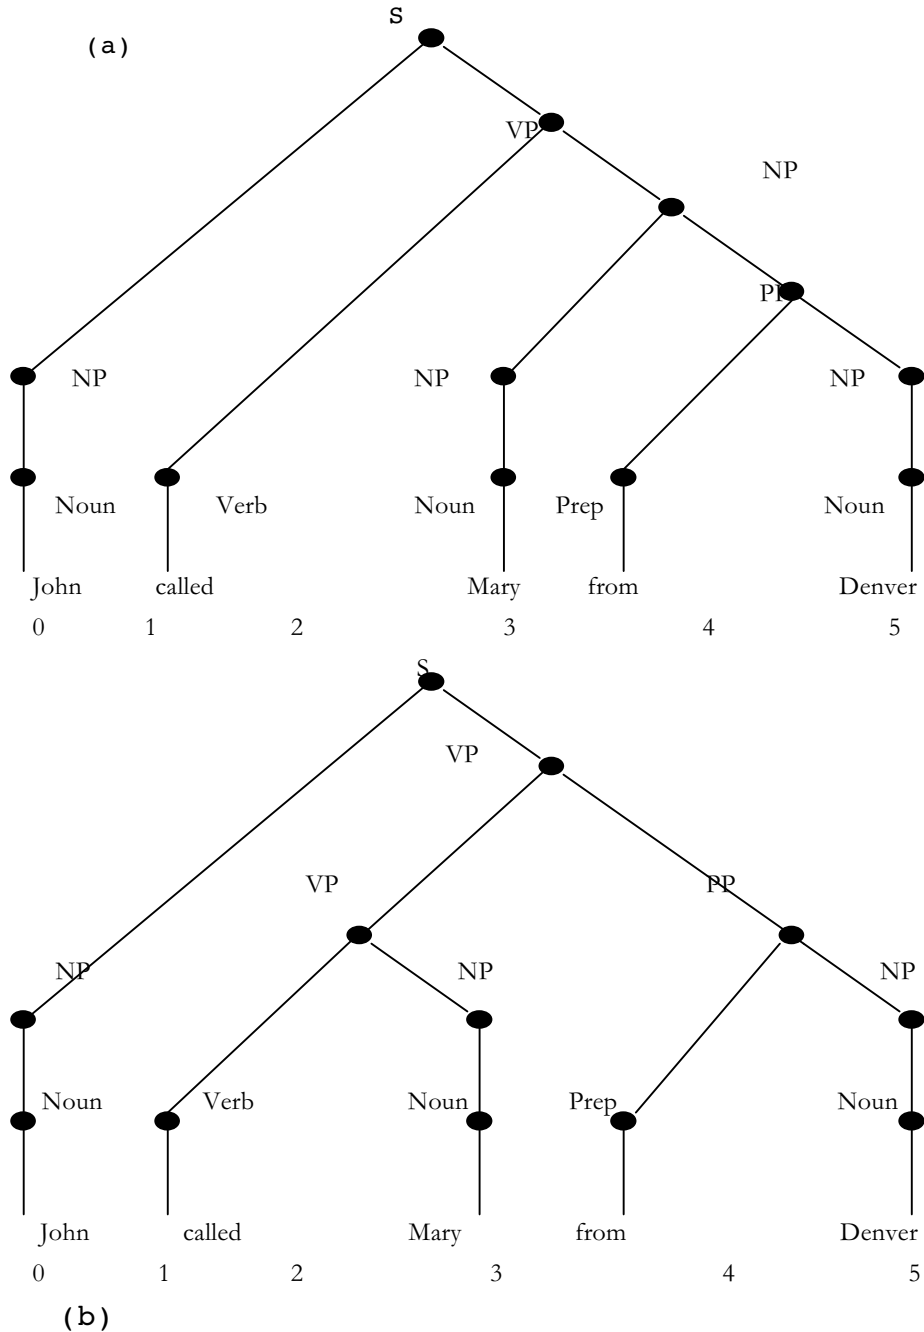 S
(a)
VP
NP
PP
NP NP NP
Noun Verb Noun Prep Noun
John called Mary from Denver
0 1 2 3 4 5
S
VP
VP PP
NP NP NP
Noun Verb Noun Prep Noun
John called Mary from Denver
0 1 2 3 4 5
(b)